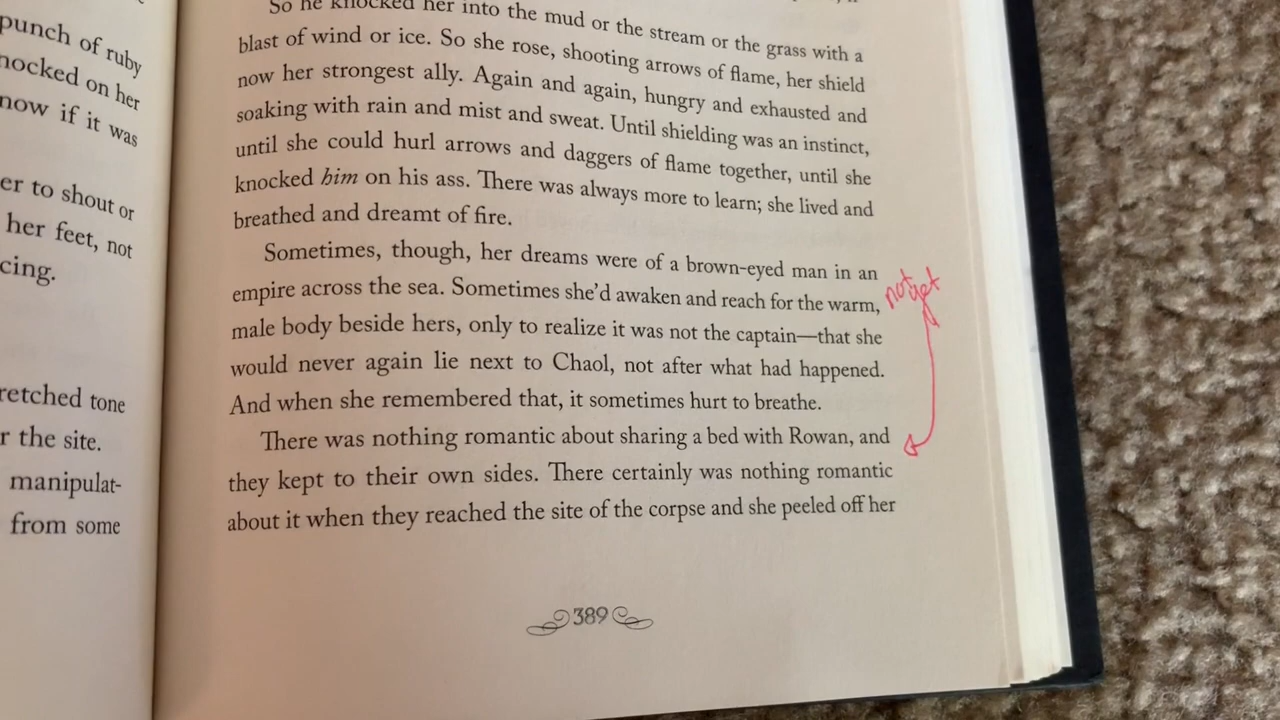 punch of ruby
nocked on her
now if it was
er to shout or
her feet, not
cing.
retched tone
r the site.
manipulat-
from some
So he knocked her into the mud or the stream or the grass with a
blast of wind or ice. So she rose, shooting arrows of flame, her shield
now her strongest ally. Again and again, hungry and exhausted and
soaking with rain and mist and sweat. Until shielding was an instinct,
until she could hurl arrows and daggers of flame together, until she
knocked him on his ass. There was always more to learn; she lived and
breathed and dreamt of fire.
Sometimes, though, her dreams were of a brown-eyed man in an
empire across the sea. Sometimes she'd awaken and reach for the warm,
male body beside hers, only to realize it was not the captain—that she
would never again lie next to Chaol, not after what had happened.
And when she remembered that, it sometimes hurt to breathe.
There was nothing romantic about sharing a bed with Rowan, and
they kept to their own sides. There certainly was nothing romantic
about it when they reached the site of the corpse and she peeled off her
not yet
389